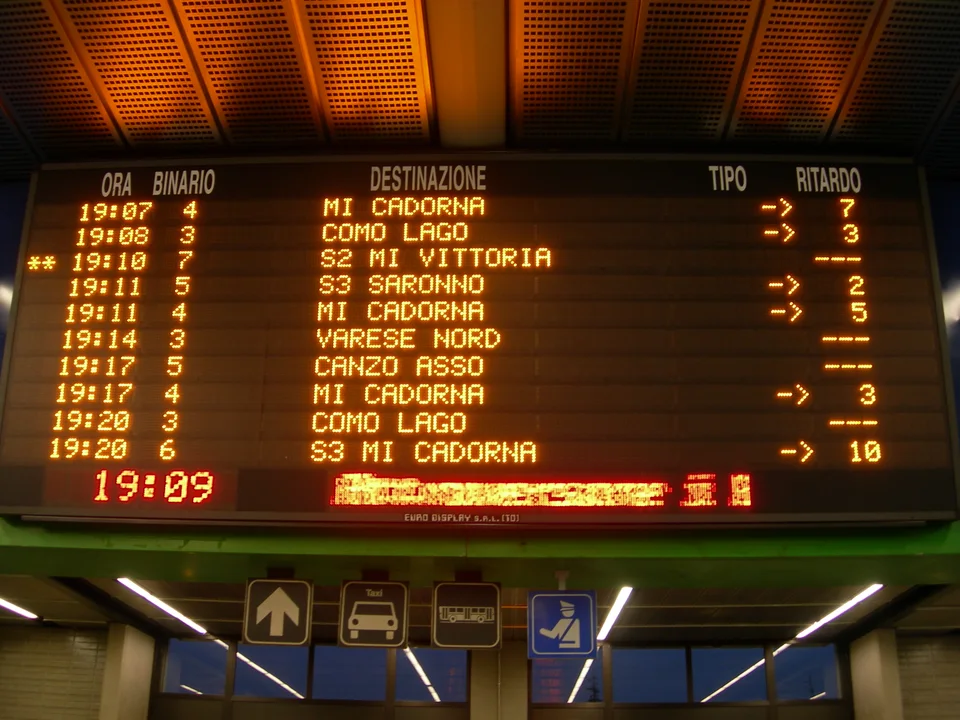 ORA BINARIO DESTINAZIONE TIPO RITARDO
19:07 4 MI CADORNA -> 7
19:08 3 COMO LAGO -> 3
** 19:10 7 S2 MI VITTORIA ---
19:11 5 S3 SARONNO -> 2
19:11 4 MI CADORNA -> 5
19:14 3 VARESE NORD ---
19:17 5 CANZO ASSO ---
19:17 4 MI CADORNA -> 3
19:20 3 COMO LAGO ---
19:20 6 S3 MI CADORNA -> 10
19:09
EURO DISPLAY S.R.L. (TO)
Taxi